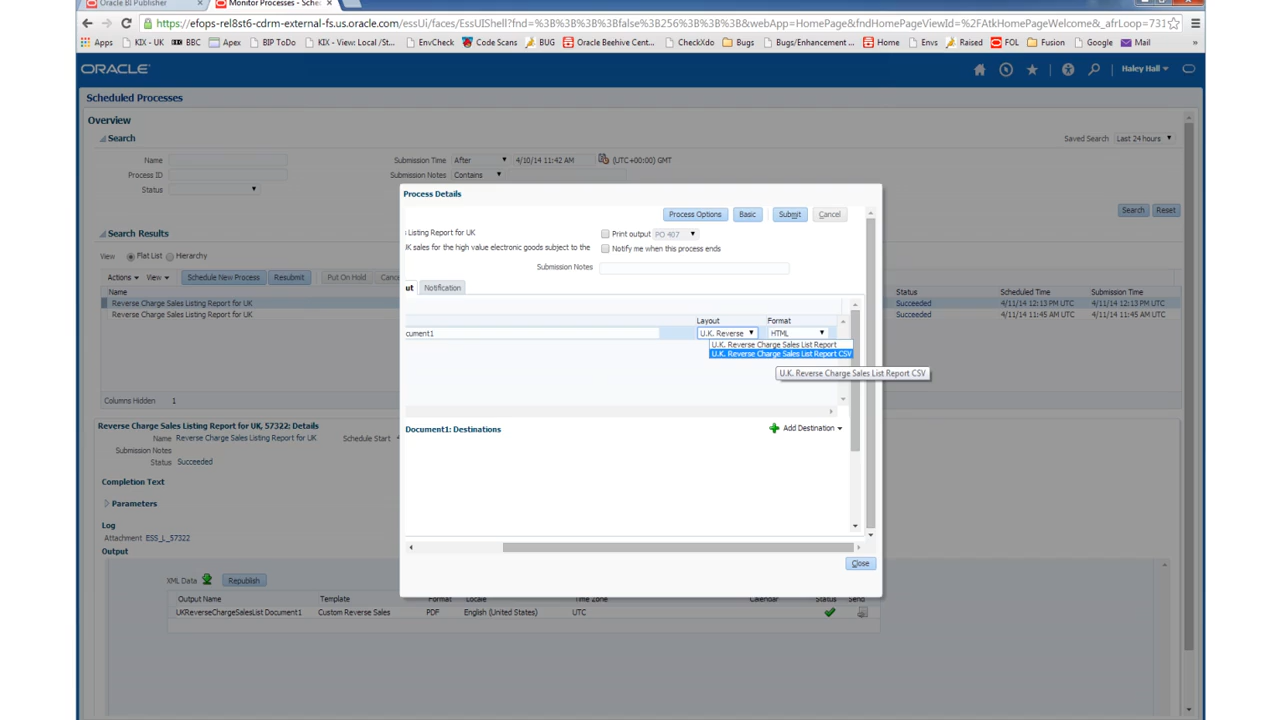 Oracle BI Publisher × Monitor Processes - Sche ×
https://efops-rel8st6-cdrm-external-fs.us.oracle.com/essUi/faces/EssUIShell?fnd=%3B%3B%3B%3Bfalse%3B256%3B%3B%3B&webApp=HomePage&fndHomePageViewId=%2FAtkHomePageWelcome&_afrLoop=731
Apps KIX - UK BBC Apex BIP ToDo KIX - View: Local /St... EnvCheck Code Scans BUG Oracle Beehive Cent... CheckXdo Bugs Bugs/Enhancement ... Home Envs Raised FOL Fusion Google Mail »
ORACLE Haley Hall
Scheduled Processes
Overview
Search Saved Search Last 24 hours
Name Submission Time After 4/10/14 11:42 AM (UTC+00:00) GMT
Process ID Submission Notes Contains
Status
Search Reset
Search Results
View Flat List Hierarchy
Actions View Schedule New Process Resubmit Put On Hold Canc
Name Status Scheduled Time Submission Time
Reverse Charge Sales Listing Report for UK Succeeded 4/11/14 12:13 PM UTC 4/11/14 12:13 PM UTC
Reverse Charge Sales Listing Report for UK Succeeded 4/11/14 11:45 AM UTC 4/11/14 11:45 AM UTC
Columns Hidden 1
Reverse Charge Sales Listing Report for UK, 57322: Details
Name Reverse Charge Sales Listing Report for UK Schedule Start
Submission Notes
Status Succeeded
Completion Text
Parameters
Log
Attachment ESS_L_57322
Output
XML Data Republish
Output Name Template Format Locale Time Zone Calendar Status Send
UKReverseChargeSalesList Document1 Custom Reverse Sales PDF English (United States) UTC
Process Details
Process Options Basic Submit Cancel
Listing Report for UK Print output PO 407
IK sales for the high value electronic goods subject to the Notify me when this process ends
Submission Notes
ut Notification
Layout Format
cument1 U.K. Reverse HTML
U.K. Reverse Charge Sales List Report
U.K. Reverse Charge Sales List Report CSV
U.K. Reverse Charge Sales List Report CSV
Document1: Destinations Add Destination
Close